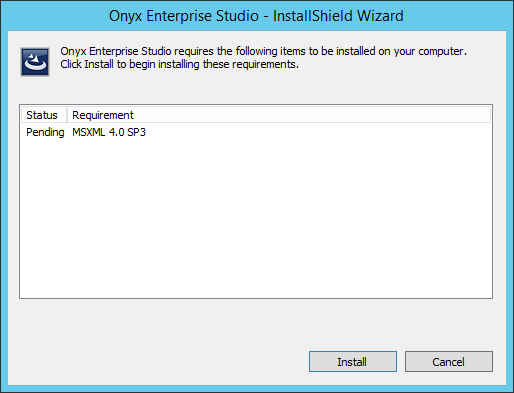 Onyx Enterprise Studio - InstallShield Wizard
Onyx Enterprise Studio requires the following items to be installed on your computer.
Click Install to begin installing these requirements.
Status Requirement
Pending MSXML 4.0 SP3
Install Cancel